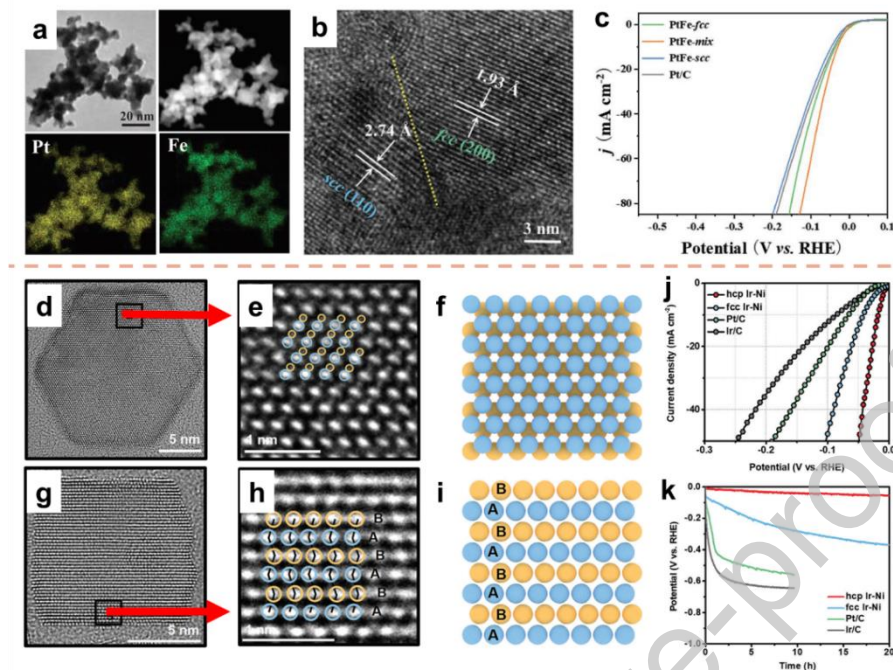 a
20 nm
Pt
Fe
b
1.93 Å
fcc (200)
2.74 Å
scc (110)
3 nm
c
PtFe-fcc
PtFe-mix
PtFe-scc
Pt/C
j (mA cm⁻²)
0
-20
-40
-60
-80
-0.5 -0.4 -0.3 -0.2 -0.1 0.0 0.1
Potential (V vs. RHE)
d
5 nm
e
1 nm
f
j
hcp Ir-Ni
fcc Ir-Ni
Pt/C
Ir/C
Current density (mA cm⁻²)
0
-20
-40
-0.3 -0.2 -0.1 0.0
Potential (V vs. RHE)
g
5 nm
h
B
A
B
A
B
A
i
B
A
B
A
B
A
B
A
k
Potential (V vs. RHE)
0.0
-0.2
-0.4
-0.6
-0.8
-1.0
hcp Ir-Ni
fcc Ir-Ni
Pt/C
Ir/C
0 5 10 15 20
Time (h)